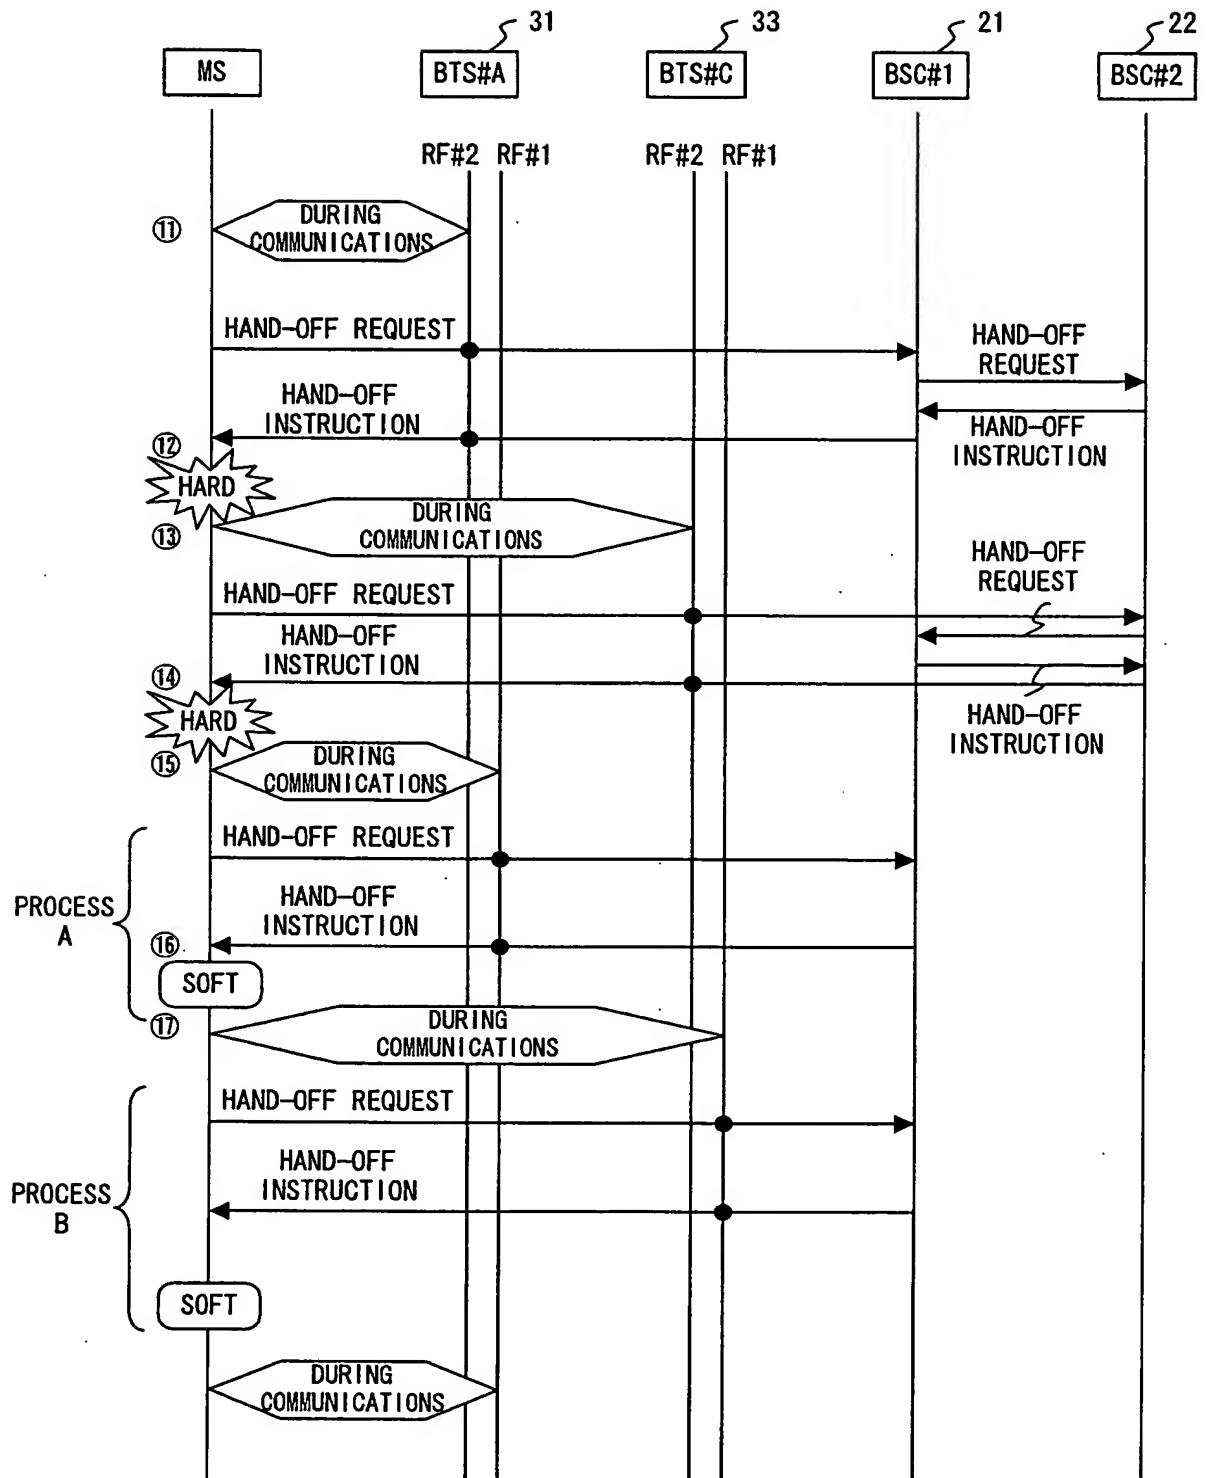 31
33
21
22
MS
BTS#A
BTS#C
BSC#1
BSC#2
RF#2 RF#1
RF#2 RF#1
⑪
DURING
COMMUNICATIONS
HAND-OFF REQUEST
HAND-OFF
REQUEST
HAND-OFF
INSTRUCTION
HAND-OFF
INSTRUCTION
⑫
HARD
⑬
DURING
COMMUNICATIONS
HAND-OFF
REQUEST
HAND-OFF REQUEST
HAND-OFF
INSTRUCTION
⑭
HARD
HAND-OFF
INSTRUCTION
⑮
DURING
COMMUNICATIONS
HAND-OFF REQUEST
PROCESS
A
HAND-OFF
INSTRUCTION
⑯
SOFT
⑰
DURING
COMMUNICATIONS
HAND-OFF REQUEST
HAND-OFF
INSTRUCTION
PROCESS
B
SOFT
DURING
COMMUNICATIONS